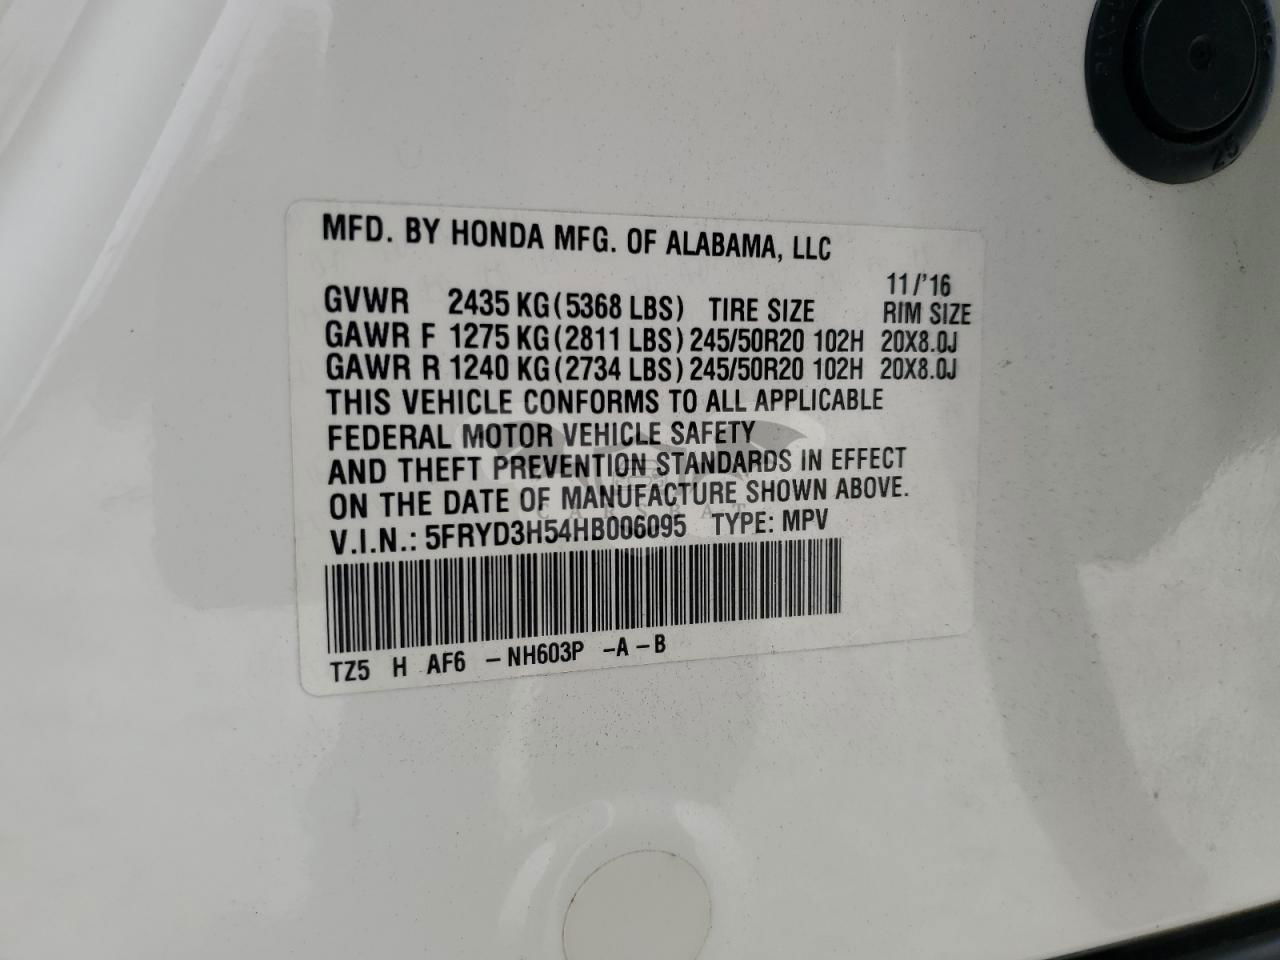 MFD. BY HONDA MFG. OF ALABAMA, LLC
11/'16
GVWR 2435 KG (5368 LBS) TIRE SIZE RIM SIZE
GAWR F 1275 KG (2811 LBS) 245/50R20 102H 20X8.0J
GAWR R 1240 KG (2734 LBS) 245/50R20 102H 20X8.0J
THIS VEHICLE CONFORMS TO ALL APPLICABLE
FEDERAL MOTOR VEHICLE SAFETY
AND THEFT PREVENTION STANDARDS IN EFFECT
ON THE DATE OF MANUFACTURE SHOWN ABOVE.
CARSBAT
V.I.N.: 5FRYD3H54HB006095 TYPE: MPV
TZ5 H AF6 -NH603P -A-B